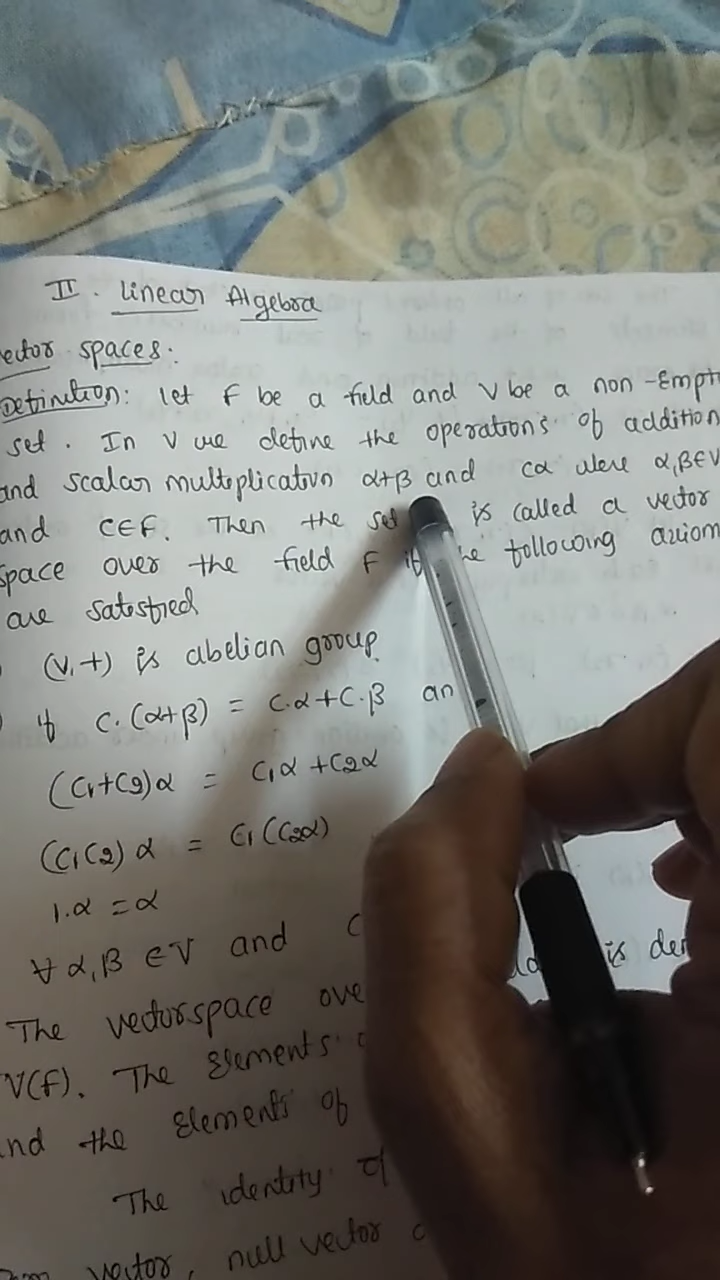 II. Linear Algebra
ector spaces:
Definition: let F be a field and V be a non-Empt
set. In V we define the operations of addition
and scalar multiplication α+β and cα were α,β∈V
and C∈F. Then the set is called a vector
space over the field F if he following axiom
are satisfied
(V,+) is abelian group
if C.(α+β) = C.α+C.β an
(C1+C2)α = C1α+C2α
(C1C2)α = C1(C2α)
1.α = α
∀ α,β ∈V and C is den
The vectorspace ove
V(F). The Elements
nd the Elements of
The identity of
vector, null vector